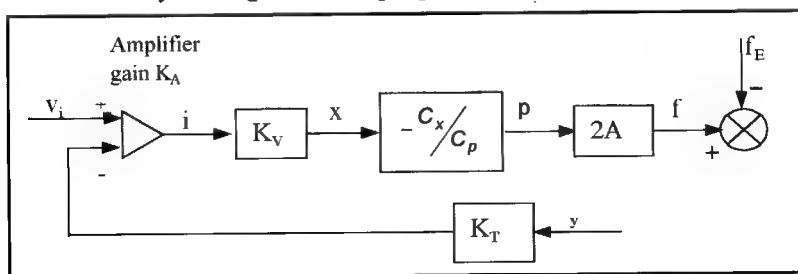 Amplifier
gain K_A
f_E
v_i
+
-
i
K_V
x
-C_x/C_p
p
2A
f
-
+
K_T
y